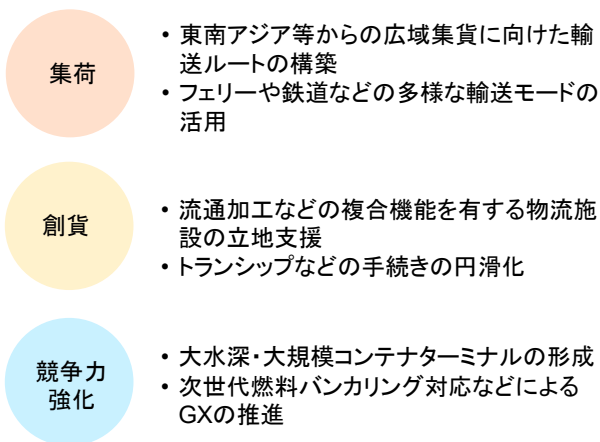 集荷
• 東南アジア等からの広域集貨に向けた輸
送ルートの構築
• フェリーや鉄道などの多様な輸送モードの
活用
創貨
• 流通加工などの複合機能を有する物流施
設の立地支援
• トランシップなどの手続きの円滑化
競争力
強化
• 大水深・大規模コンテナターミナルの形成
• 次世代燃料バンカリング対応などによる
GXの推進